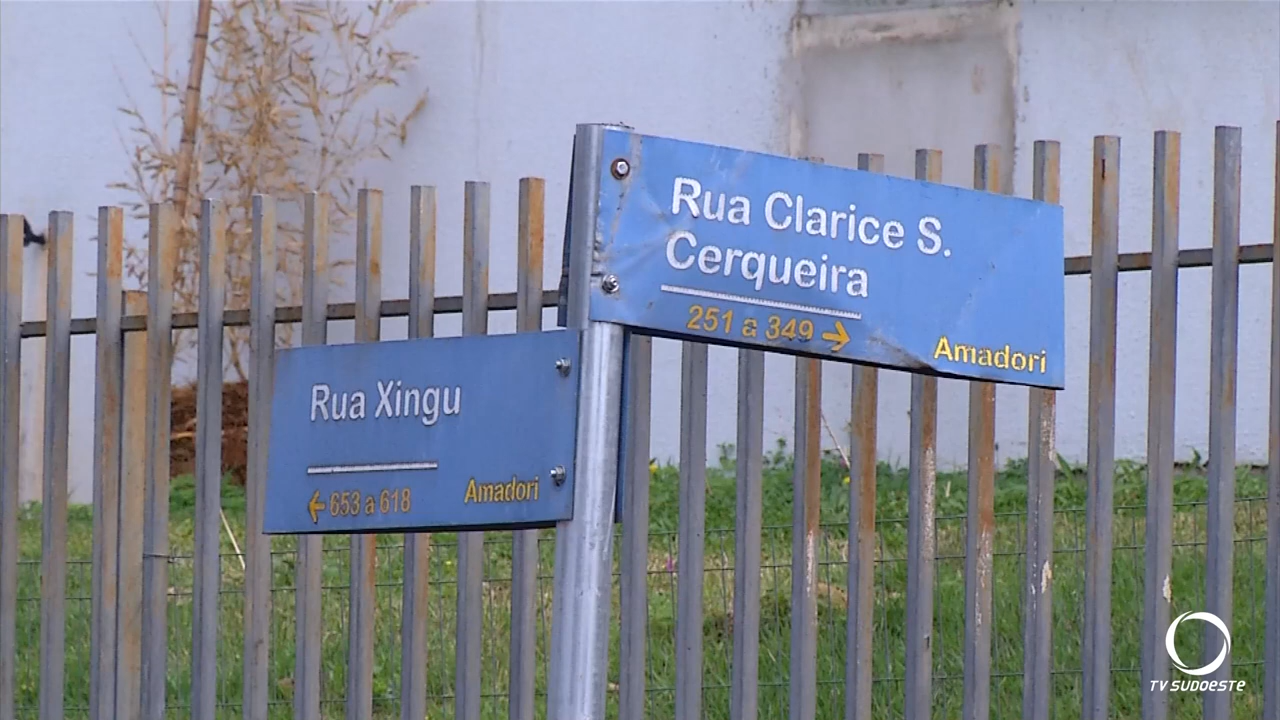 Rua Clarice S.
Cerqueira
251 a 349 →
Amadori
Rua Xingu
← 653 a 618
Amadori
TV SUDOESTE